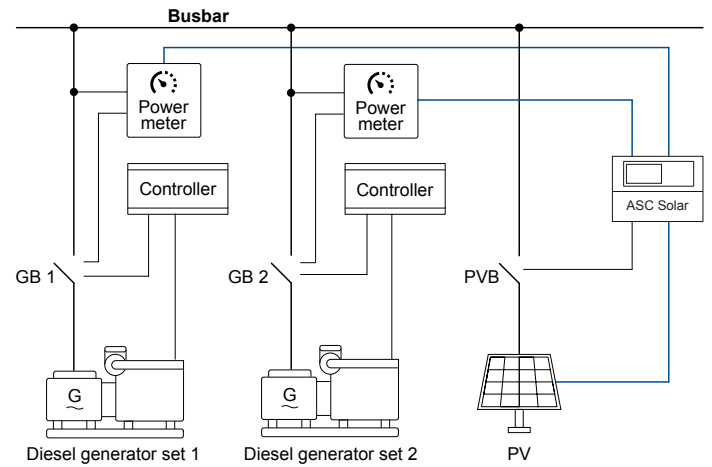 Busbar
Power
meter
Power
meter
Controller
Controller
ASC Solar
GB 1
GB 2
PVB
G
~
G
~
Diesel generator set 1
Diesel generator set 2
PV